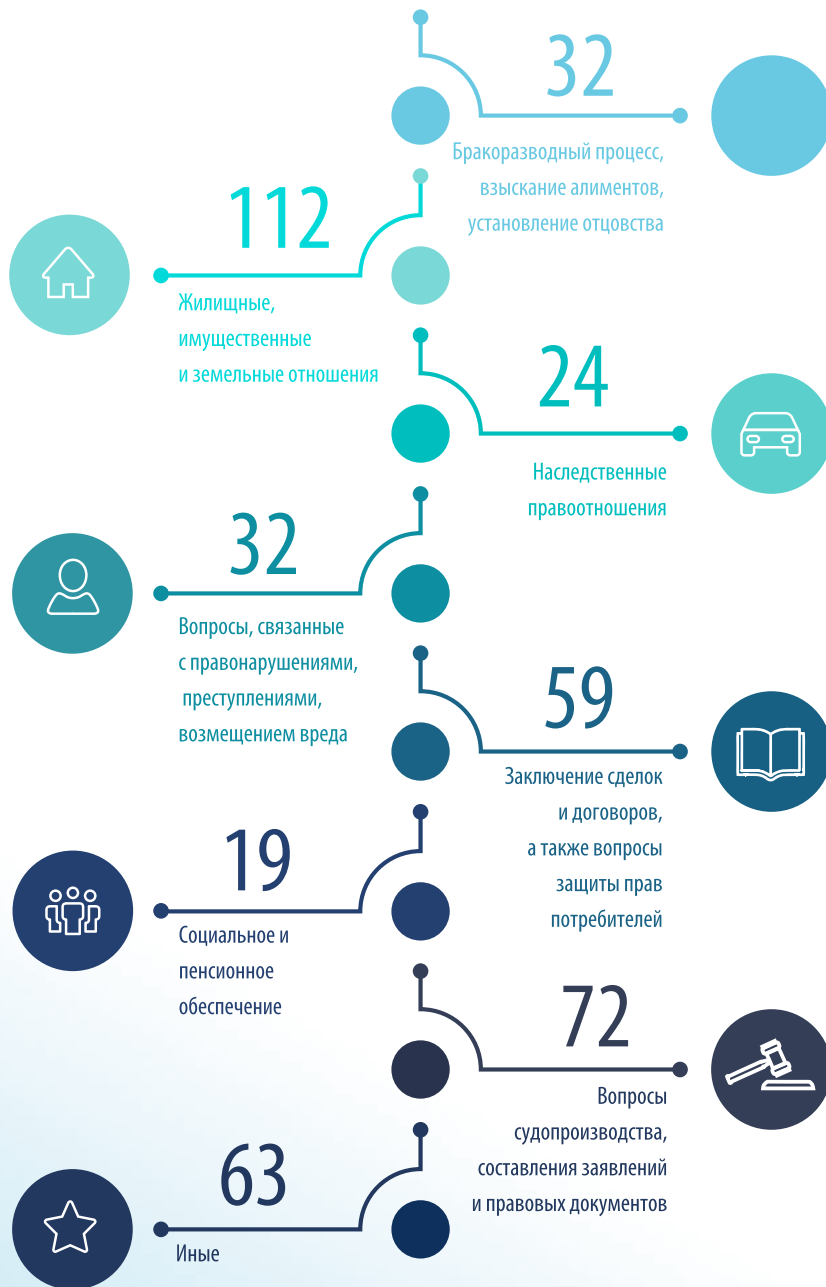 32
Бракоразводный процесс,
взыскание алиментов,
установление отцовства
112
Жилищные,
имущественные
и земельные отношения
24
Наследственные
правоотношения
32
Вопросы, связанные
с правонарушениями,
преступлениями,
возмещением вреда
59
Заключение сделок
и договоров,
а также вопросы
защиты прав
потребителей
19
Социальное и
пенсионное
обеспечение
72
Вопросы
судопроизводства,
составления заявлений
и правовых документов
63
Иные